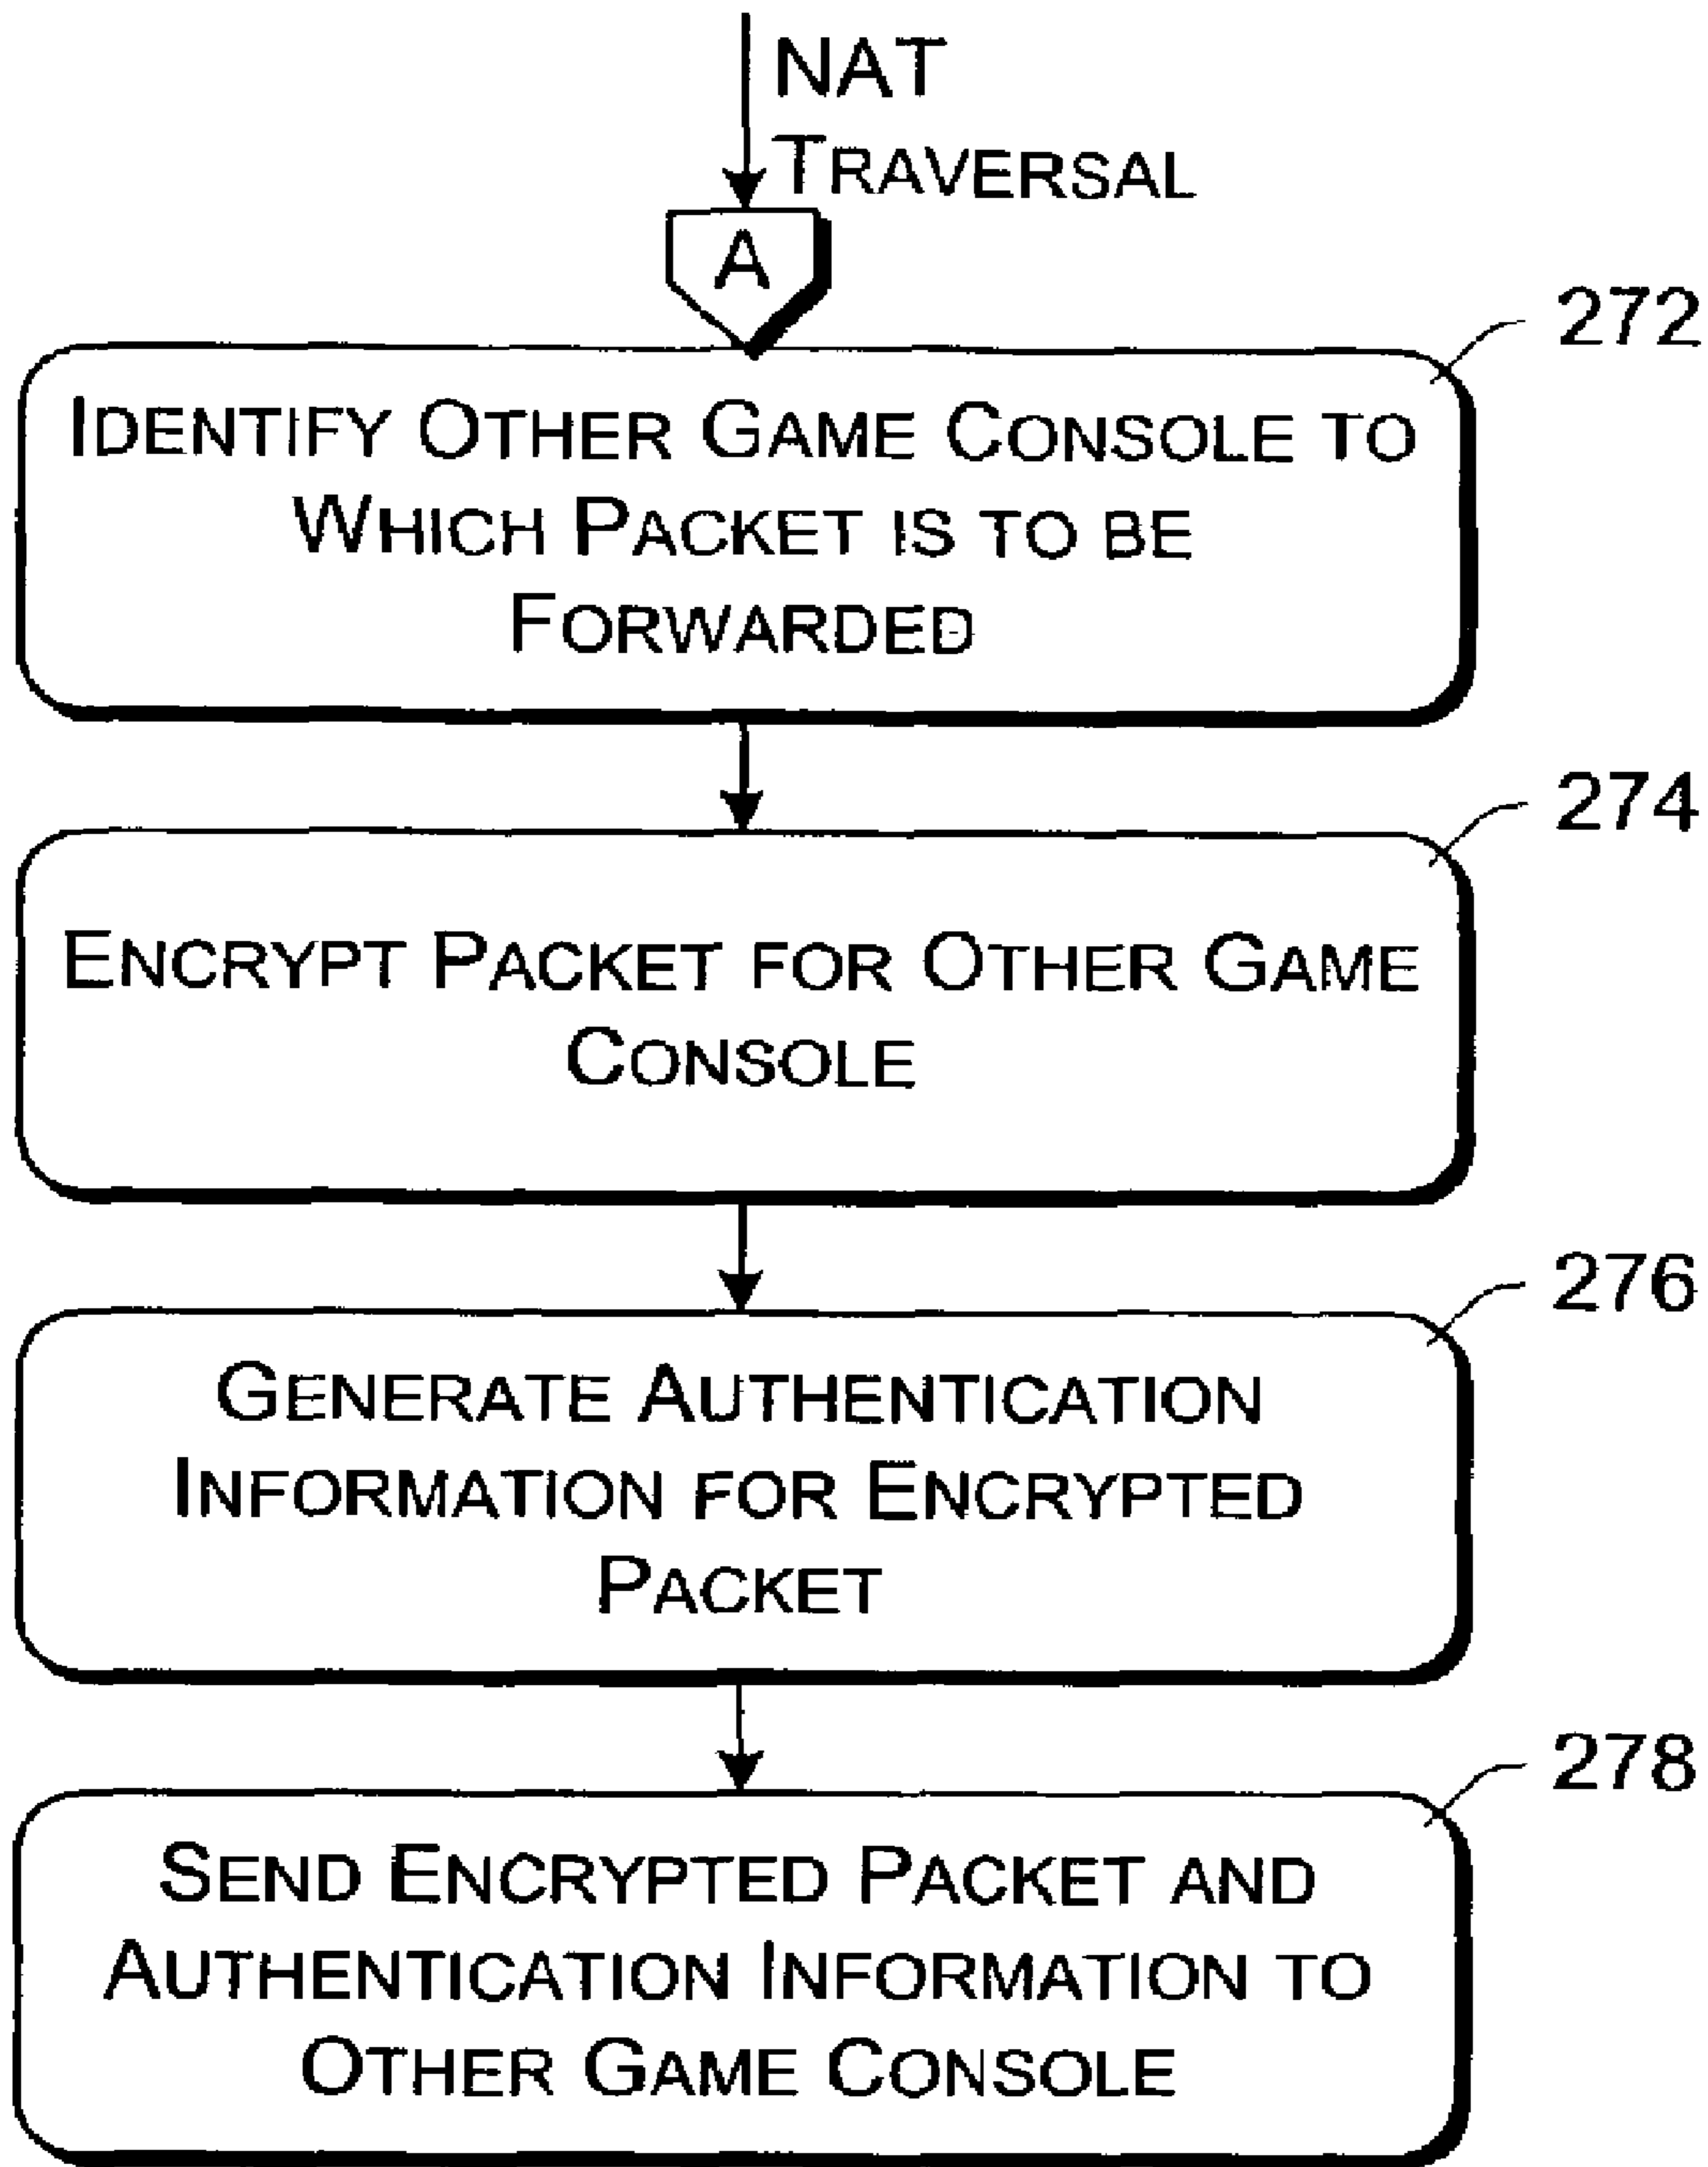 NAT
TRAVERSAL
A
272
IDENTIFY OTHER GAME CONSOLE TO
WHICH PACKET IS TO BE
FORWARDED
274
ENCRYPT PACKET FOR OTHER GAME
CONSOLE
276
GENERATE AUTHENTICATION
INFORMATION FOR ENCRYPTED
PACKET
278
SEND ENCRYPTED PACKET AND
AUTHENTICATION INFORMATION TO
OTHER GAME CONSOLE